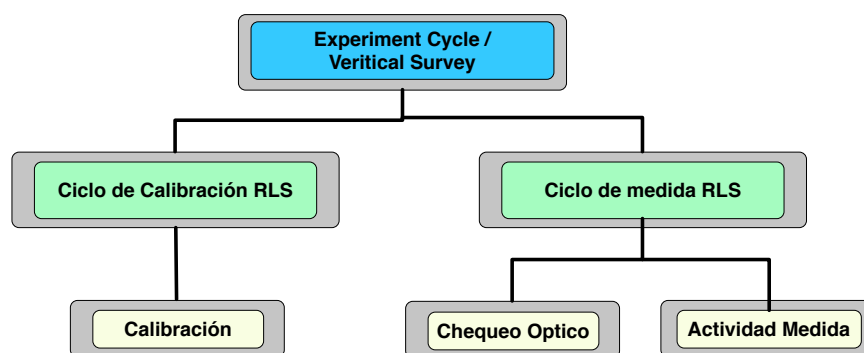 Experiment Cycle /
Veritical Survey
Ciclo de Calibración RLS
Ciclo de medida RLS
Calibración
Chequeo Optico
Actividad Medida